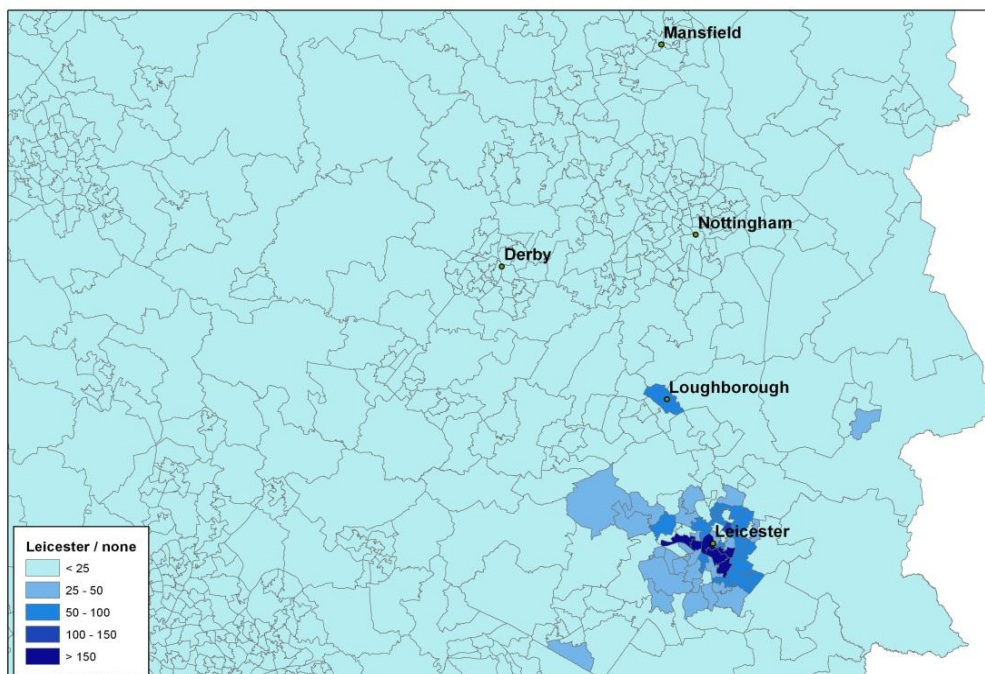 Mansfield
Nottingham
Derby
Loughborough
Leicester
Leicester / none
< 25
25 - 50
50 - 100
100 - 150
> 150